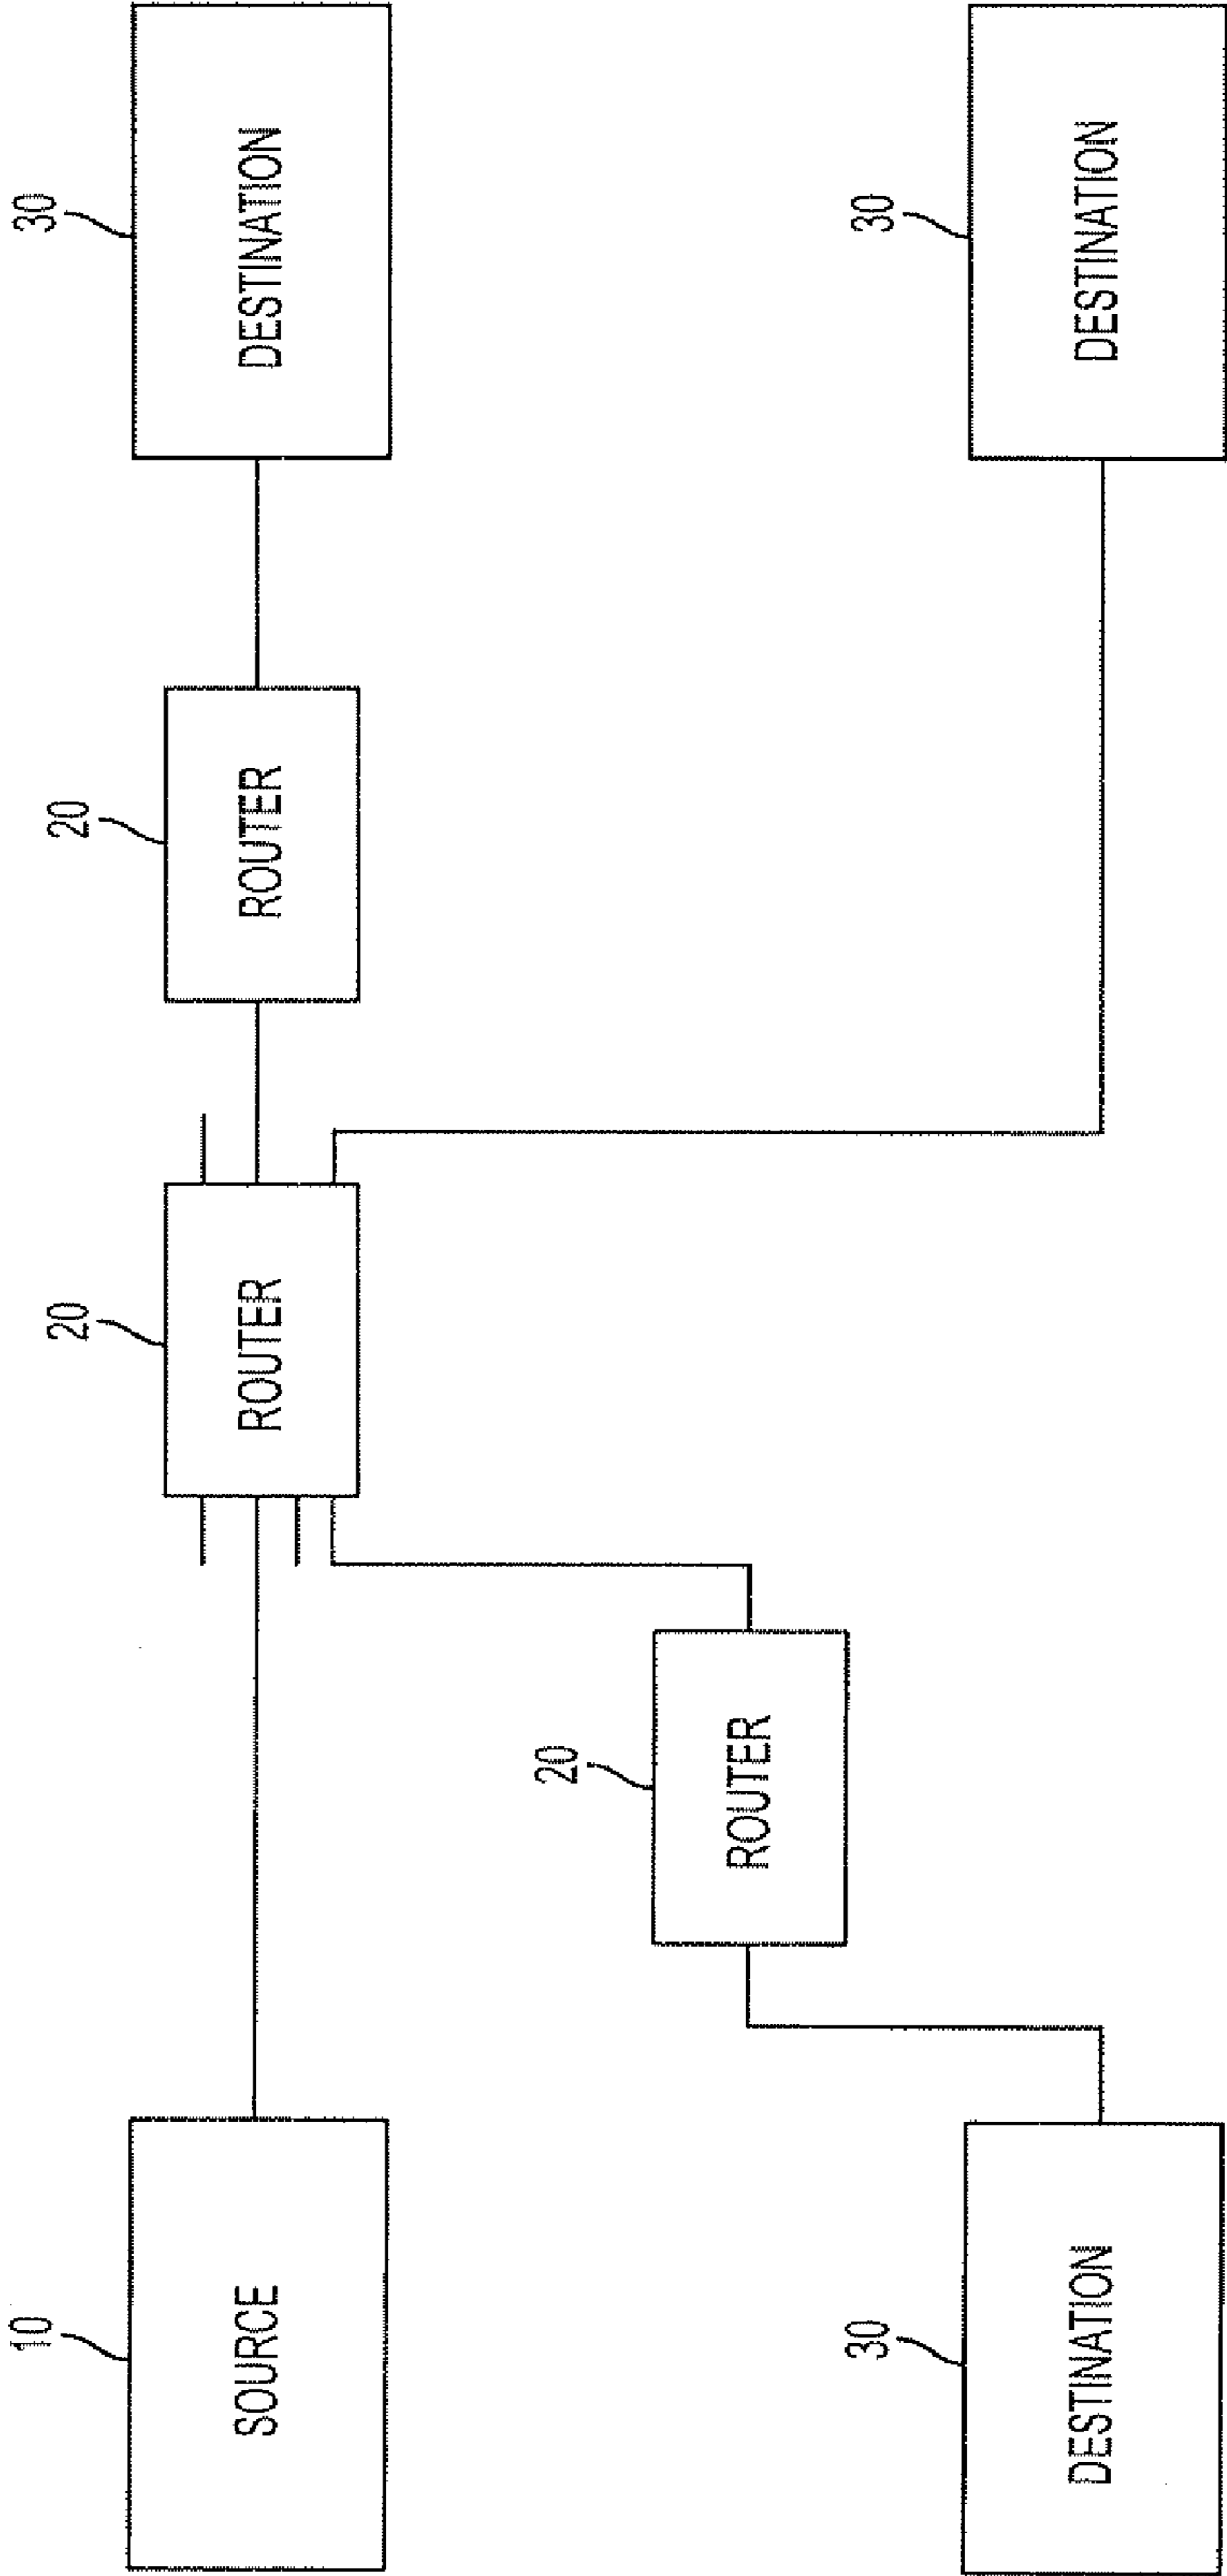 10
SOURCE
20
ROUTER
20
ROUTER
30
DESTINATION
20
ROUTER
30
DESTINATION
30
DESTINATION